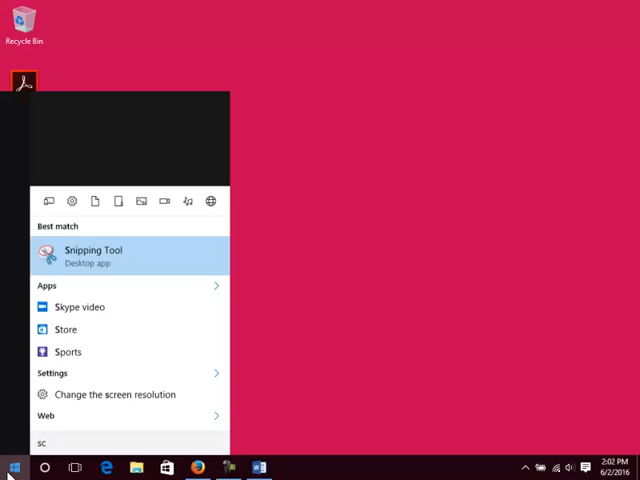 Recycle Bin
Best match
Snipping Tool
Desktop app
Apps
Skype video
Store
Sports
Settings
Change the screen resolution
Web
sc
2:02 PM
6/2/2016